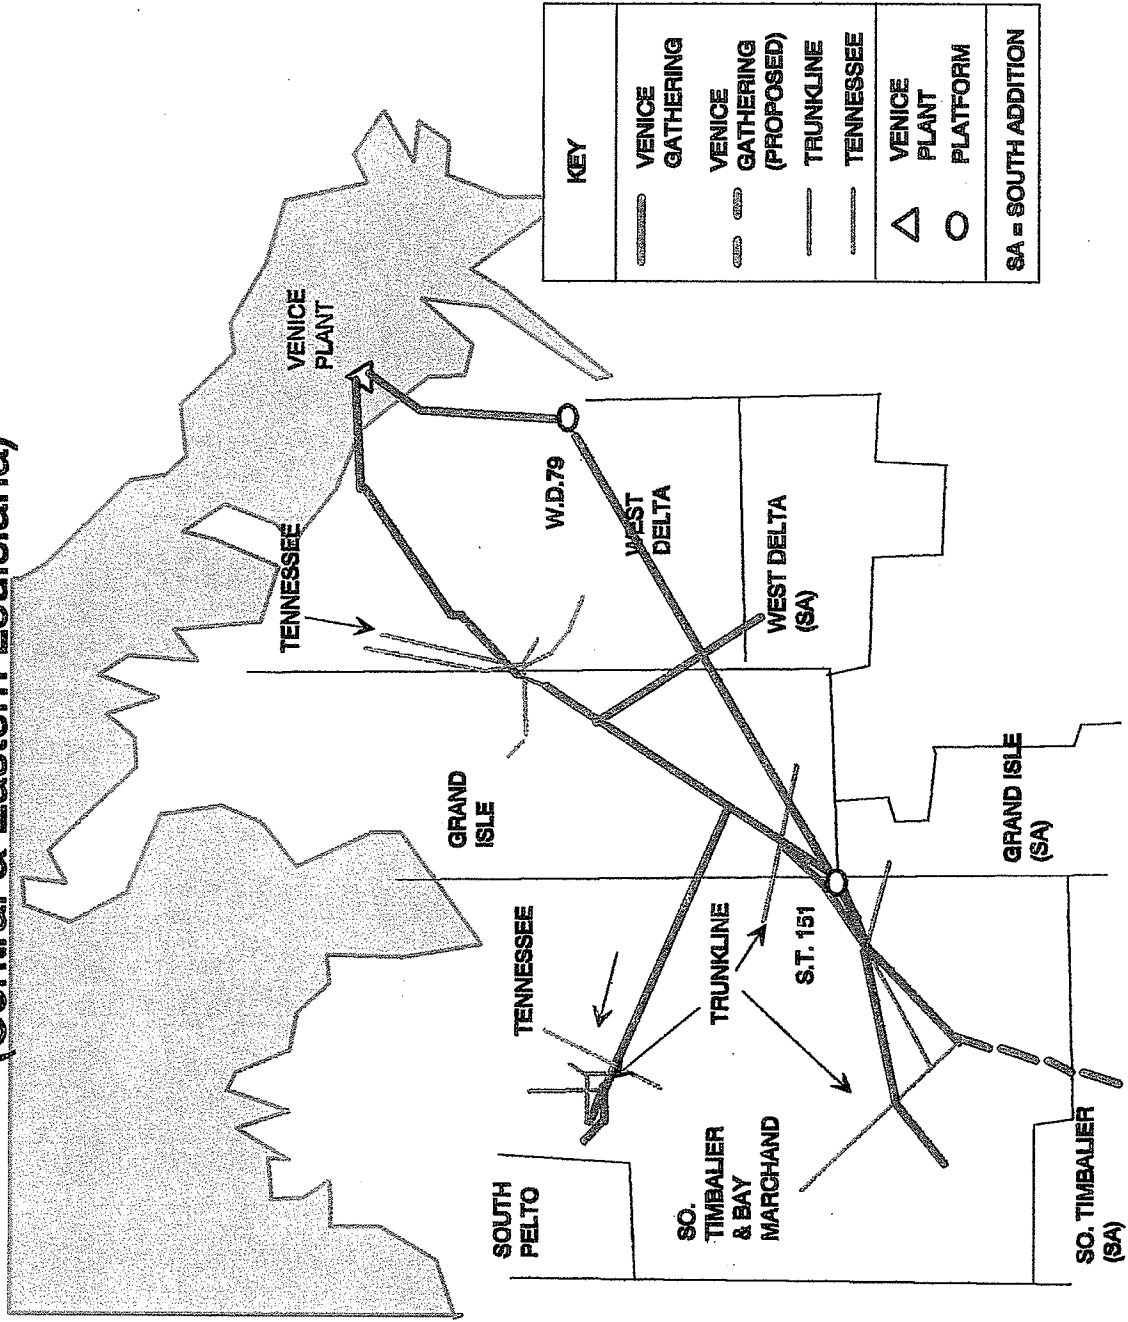 VENICE
PLANT
TENNESSEE
W.D.79
WEST
DELTA
WEST DELTA
(SA)
GRAND
ISLE
GRAND ISLE
(SA)
TENNESSEE
TRUNKLINE
S.T. 151
SOUTH
PELTO
SO.
TIMBALIER
& BAY
MARCHAND
SO. TIMBALIER
(SA)
KEY
VENICE
GATHERING
VENICE
GATHERING
(PROPOSED)
TRUNKLINE
TENNESSEE
VENICE
PLANT
PLATFORM
SA = SOUTH ADDITION